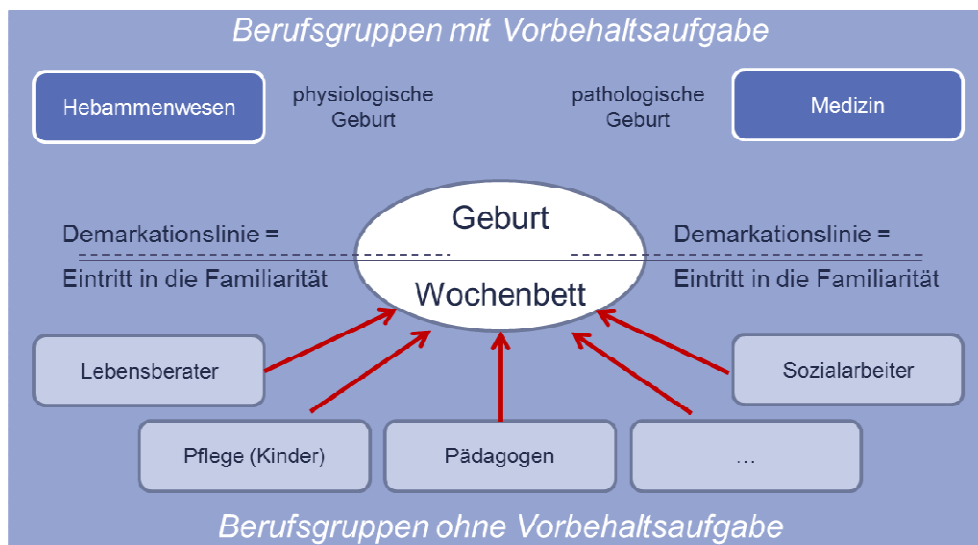 Berufsgruppen mit Vorbehaltsaufgabe
Hebammenwesen
physiologische
Geburt
pathologische
Geburt
Medizin
Geburt
Demarkationslinie =
Eintritt in die Familiarität
Demarkationslinie =
Eintritt in die Familiarität
Wochenbett
Lebensberater
Sozialarbeiter
Pflege (Kinder)
Pädagogen
...
Berufsgruppen ohne Vorbehaltsaufgabe